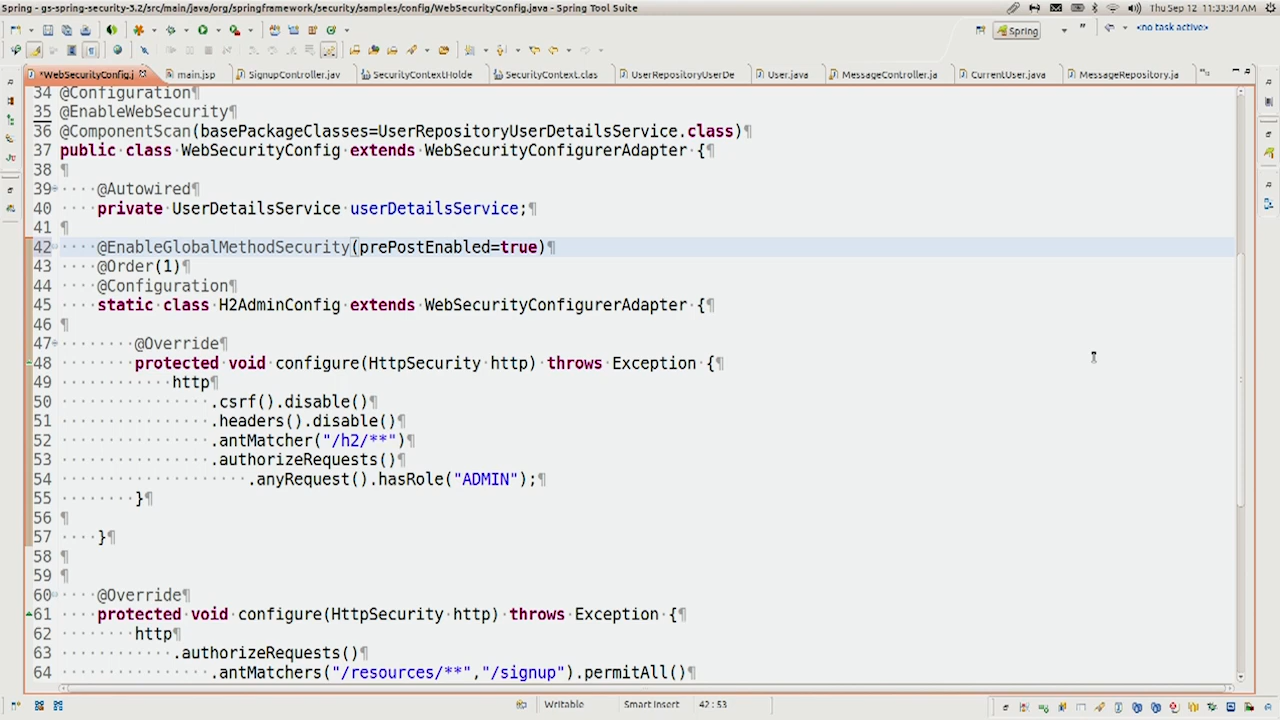 Spring - gs-spring-security-3.2/src/main/java/org/springframework/security/samples/config/WebSecurityConfig.java - Spring Tool Suite
Thu Sep 12 11:33:34 AM
Spring
<no task active>
*WebSecurityConfig.j main.jsp SignupController.jav SecurityContextHolde SecurityContext.clas UserRepositoryUserDe User.java MessageController.ja CurrentUser.java MessageRepository.ja
34 @Configuration¶
35 @EnableWebSecurity¶
36 @ComponentScan(basePackageClasses=UserRepositoryUserDetailsService.class)¶
37 public·class·WebSecurityConfig·extends·WebSecurityConfigurerAdapter·{¶
38 ¶
39 ····@Autowired¶
40 ····private·UserDetailsService·userDetailsService;¶
41 ¶
42 ····@EnableGlobalMethodSecurity(prePostEnabled=true)¶
43 ····@Order(1)¶
44 ····@Configuration¶
45 ····static·class·H2AdminConfig·extends·WebSecurityConfigurerAdapter·{¶
46 ¶
47 ········@Override¶
48 ········protected·void·configure(HttpSecurity·http)·throws·Exception·{¶
49 ············http¶
50 ················.csrf().disable()¶
51 ················.headers().disable()¶
52 ················.antMatcher("/h2/**")¶
53 ················.authorizeRequests()¶
54 ····················.anyRequest().hasRole("ADMIN");¶
55 ········}¶
56 ¶
57 ····}¶
58 ¶
59 ¶
60 ····@Override¶
61 ····protected·void·configure(HttpSecurity·http)·throws·Exception·{¶
62 ········http¶
63 ············.authorizeRequests()¶
64 ················.antMatchers("/resources/**","/signup").permitAll()¶
Writable Smart Insert 42 : 53